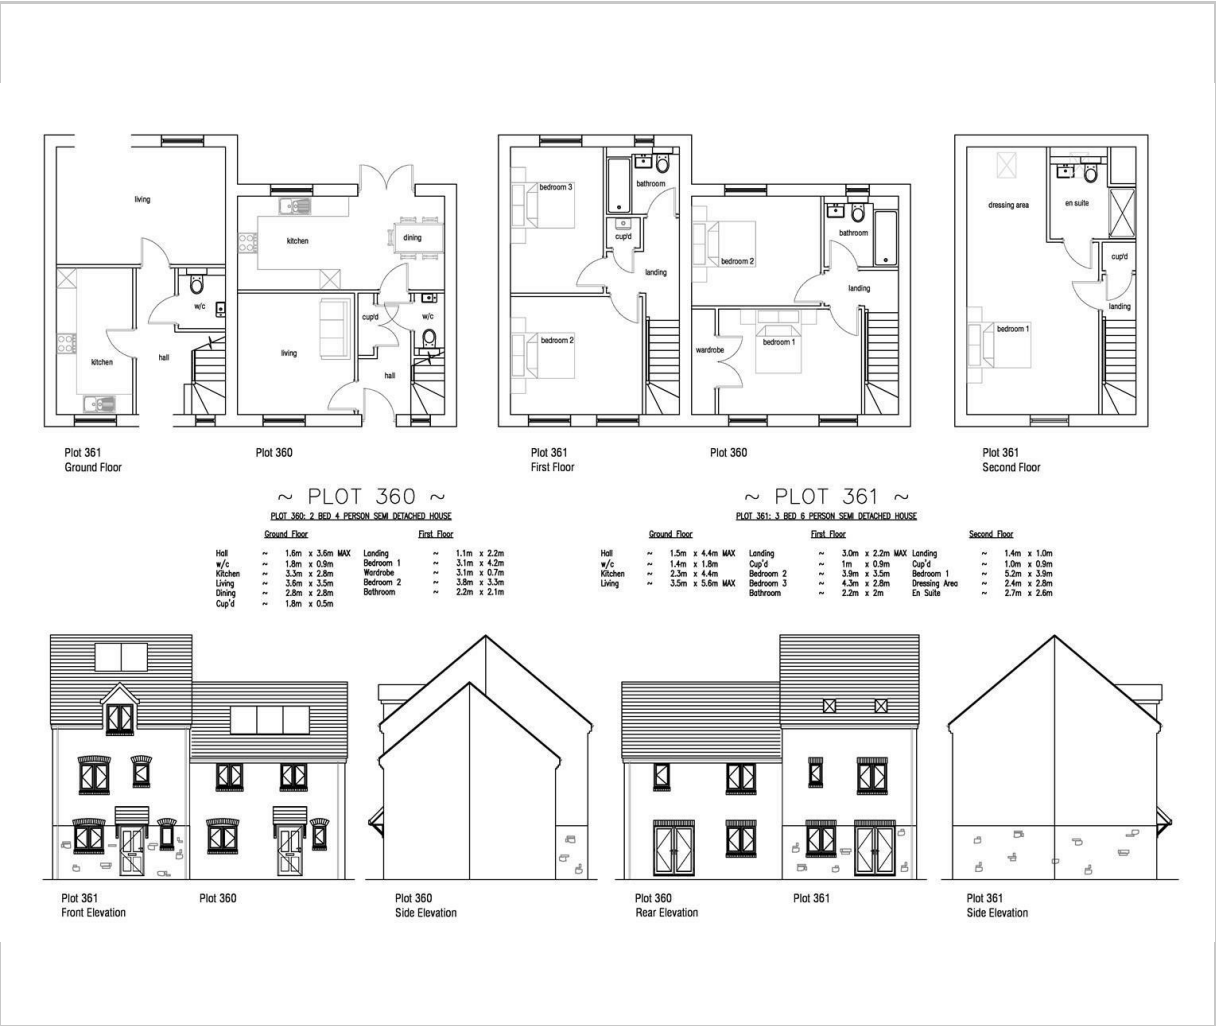 living
kitchen
w/c
hall
kitchen
dining
living
cup'd
w/c
hall
bedroom 3
bathroom
cup'd
landing
bedroom 2
bedroom 2
bathroom
landing
wardrobe
bedroom 1
dressing area
en suite
cup'd
landing
bedroom 1
Plot 361
Ground Floor
Plot 360
Plot 361
First Floor
Plot 360
Plot 361
Second Floor
~ PLOT 360 ~
PLOT 360: 2 BED 4 PERSON SEMI DETACHED HOUSE
Ground Floor
Hall ~ 1.6m x 3.6m MAX
w/c ~ 1.8m x 0.9m
Kitchen ~ 3.3m x 2.8m
Living ~ 3.6m x 3.5m
Dining ~ 2.8m x 2.8m
Cup'd ~ 1.8m x 0.5m
First Floor
Landing ~ 1.1m x 2.2m
Bedroom 1 ~ 3.1m x 4.2m
Wardrobe ~ 3.1m x 0.7m
Bedroom 2 ~ 3.8m x 3.3m
Bathroom ~ 2.2m x 2.1m
~ PLOT 361 ~
PLOT 361: 3 BED 6 PERSON SEMI DETACHED HOUSE
Ground Floor
Hall ~ 1.5m x 4.4m MAX
w/c ~ 1.4m x 1.8m
Kitchen ~ 2.3m x 4.4m
Living ~ 3.5m x 5.6m MAX
First Floor
Landing ~ 3.0m x 2.2m MAX
Cup'd ~ 1m x 0.9m
Bedroom 2 ~ 3.9m x 3.5m
Bedroom 3 ~ 4.3m x 2.8m
Bathroom ~ 2.2m x 2m
Second Floor
Landing ~ 1.4m x 1.0m
Cup'd ~ 1.0m x 0.9m
Bedroom 1 ~ 5.2m x 3.9m
Dressing Area ~ 2.4m x 2.8m
En Suite ~ 2.7m x 2.6m
Plot 361
Front Elevation
Plot 360
Plot 360
Side Elevation
Plot 360
Rear Elevation
Plot 361
Plot 361
Side Elevation